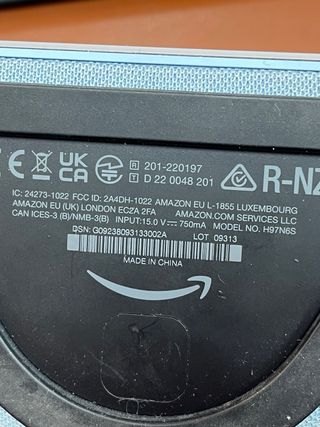 CE UK CA R 201-220197 R-NZ
T D 22 0048 201
IC: 24273-1022 FCC ID: 2A4DH-1022 AMAZON EU L-1855 LUXEMBOURG
AMAZON EU (UK) LONDON EC2A 2FA AMAZON.COM SERVICES LLC
CAN ICES-3 (B)/NMB-3(B) INPUT:15.0 V⎓750mA MODEL NO. H97N6S
DSN: G09238093133002A LOT 09313
MADE IN CHINA